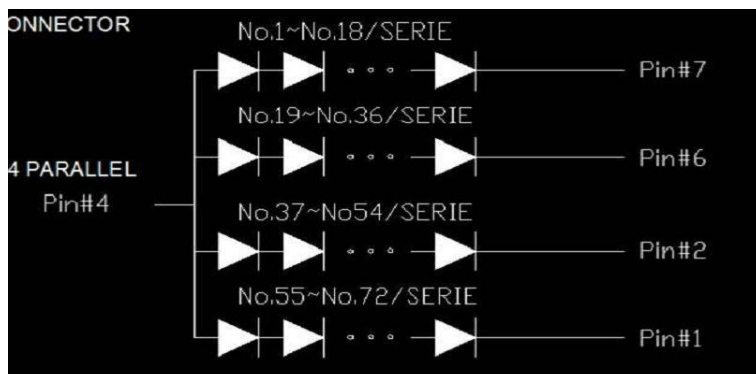 ONNECTOR
No.1~No.18/SERIE
Pin#7
No.19~No.36/SERIE
Pin#6
4 PARALLEL
Pin#4
No.37~No54/SERIE
Pin#2
No.55~No.72/SERIE
Pin#1